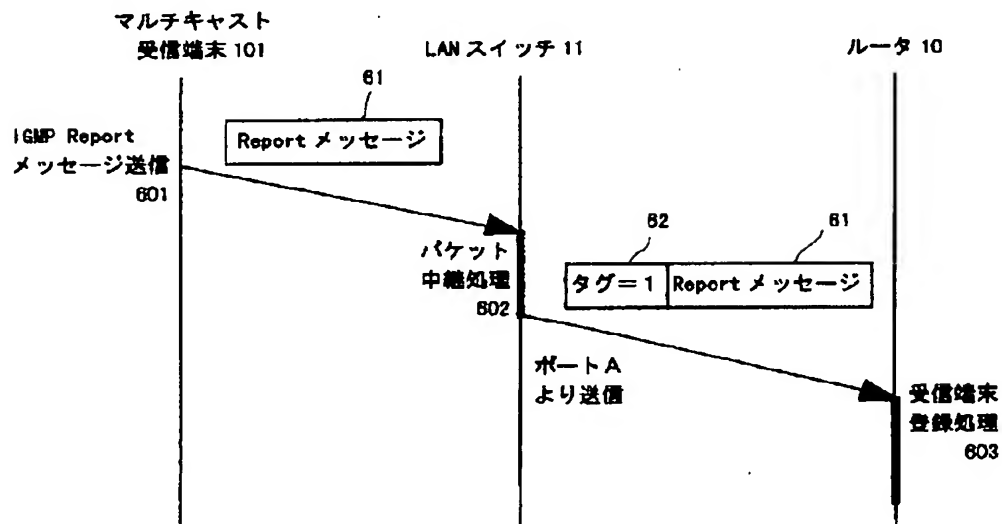 マルチキャスト
受信端末 101
LAN スイッチ 11
ルータ 10
61
Report メッセージ
IGMP Report
メッセージ送信
601
62
61
パケット
中継処理
602
タグ＝1
Report メッセージ
ポート A
より送信
受信端末
登録処理
603